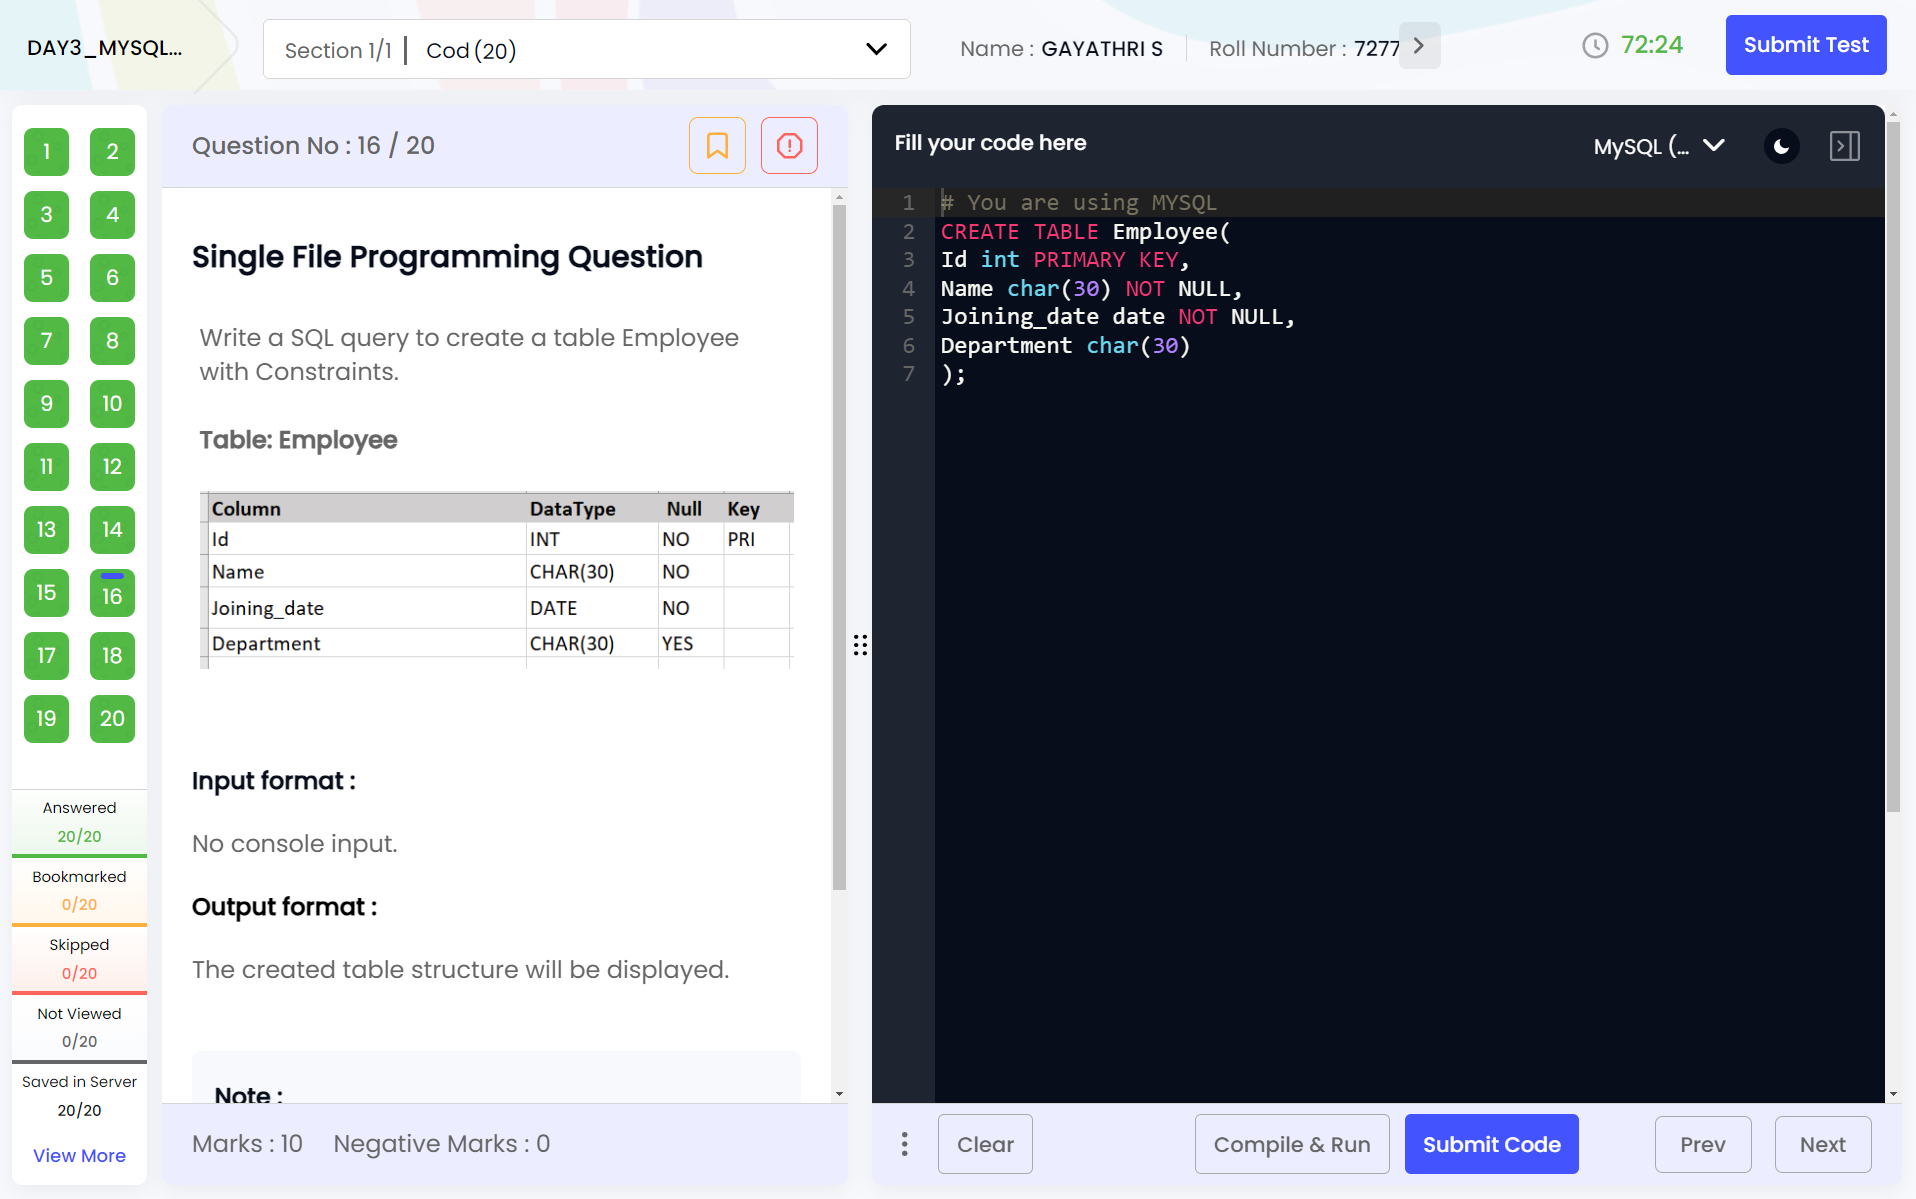 DAY3_MYSQL...
Section 1/1 | Cod (20)
Name : GAYATHRI S
Roll Number : 7277
72:24
Submit Test
1 2
3 4
5 6
7 8
9 10
11 12
13 14
15 16
17 18
19 20
Answered
20/20
Bookmarked
0/20
Skipped
0/20
Not Viewed
0/20
Saved in Server
20/20
View More
Question No : 16 / 20
Single File Programming Question
Write a SQL query to create a table Employee
with Constraints.
Table: Employee
Column DataType Null Key
Id INT NO PRI
Name CHAR(30) NO
Joining_date DATE NO
Department CHAR(30) YES
Input format :
No console input.
Output format :
The created table structure will be displayed.
Note :
Marks : 10 Negative Marks : 0
Fill your code here
MySQL (...
1 # You are using MYSQL
2 CREATE TABLE Employee(
3 Id int PRIMARY KEY,
4 Name char(30) NOT NULL,
5 Joining_date date NOT NULL,
6 Department char(30)
7 );
Clear
Compile & Run
Submit Code
Prev
Next